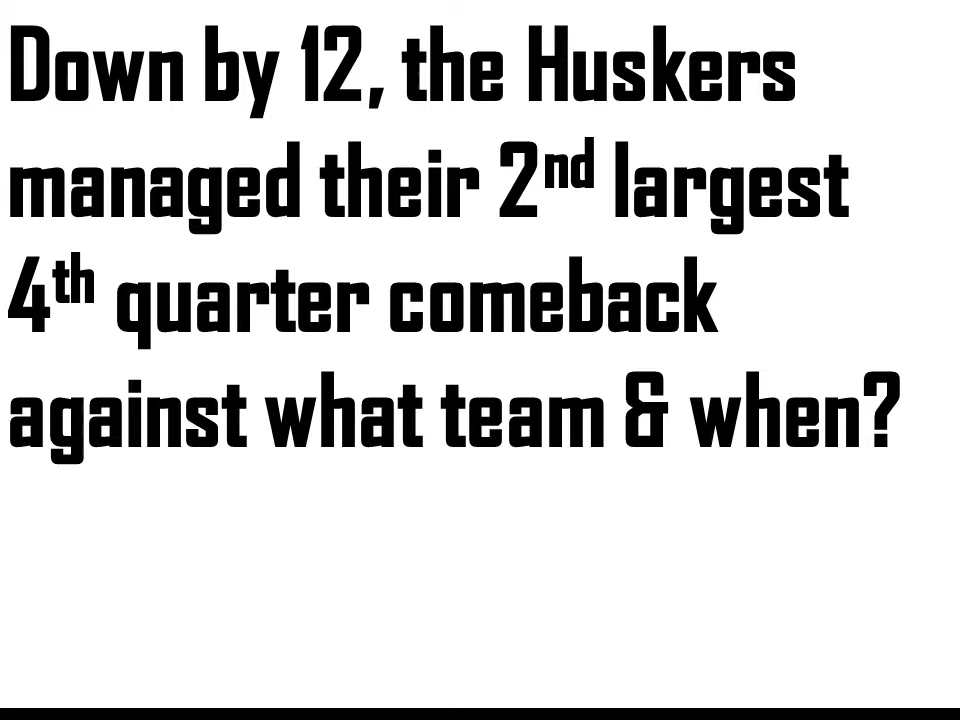 Down by 12, the Huskers
managed their 2nd largest
4th quarter comeback
against what team & when?